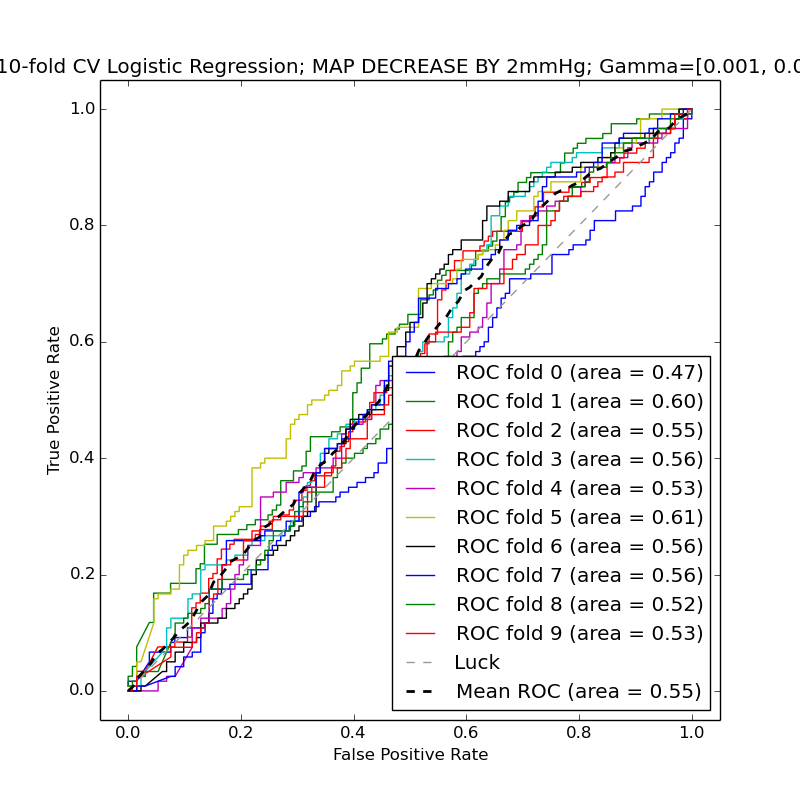 10-fold CV Logistic Regression; MAP DECREASE BY 2mmHg; Gamma=[0.001, 0.0
1.0
0.8
0.6
0.4
0.2
0.0
True Positive Rate
ROC fold 0 (area = 0.47)
ROC fold 1 (area = 0.60)
ROC fold 2 (area = 0.55)
ROC fold 3 (area = 0.56)
ROC fold 4 (area = 0.53)
ROC fold 5 (area = 0.61)
ROC fold 6 (area = 0.56)
ROC fold 7 (area = 0.56)
ROC fold 8 (area = 0.52)
ROC fold 9 (area = 0.53)
Luck
Mean ROC (area = 0.55)
0.0 0.2 0.4 0.6 0.8 1.0
False Positive Rate